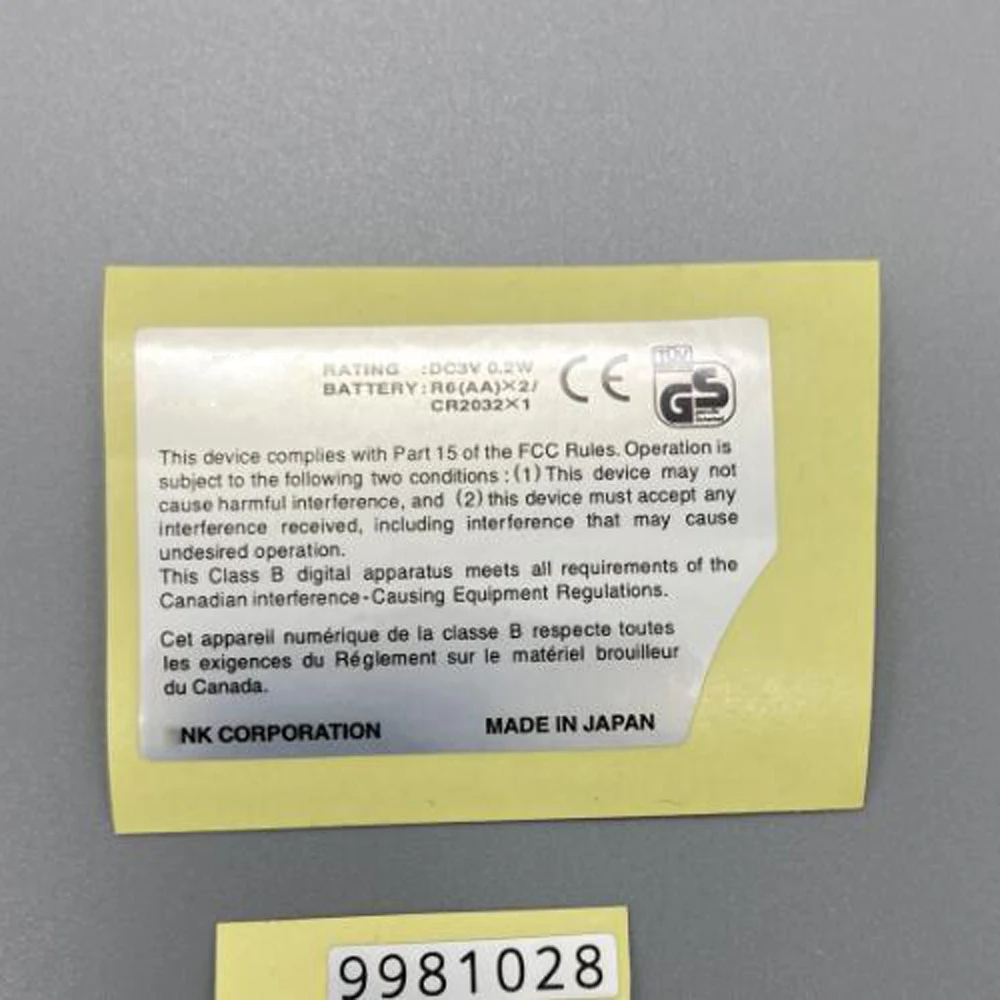 RATING :DC3V 0.2W
BATTERY:R6(AA)×2/
CR2032×1
CE
TÜV
GS
This device complies with Part 15 of the FCC Rules. Operation is
subject to the following two conditions : (1) This device may not
cause harmful interference, and (2) this device must accept any
interference received, including interference that may cause
undesired operation.
This Class B digital apparatus meets all requirements of the
Canadian interference-Causing Equipment Regulations.
Cet appareil numérique de la classe B respecte toutes
les exigences du Réglement sur le matériel brouilleur
du Canada.
NK CORPORATION MADE IN JAPAN
9981028